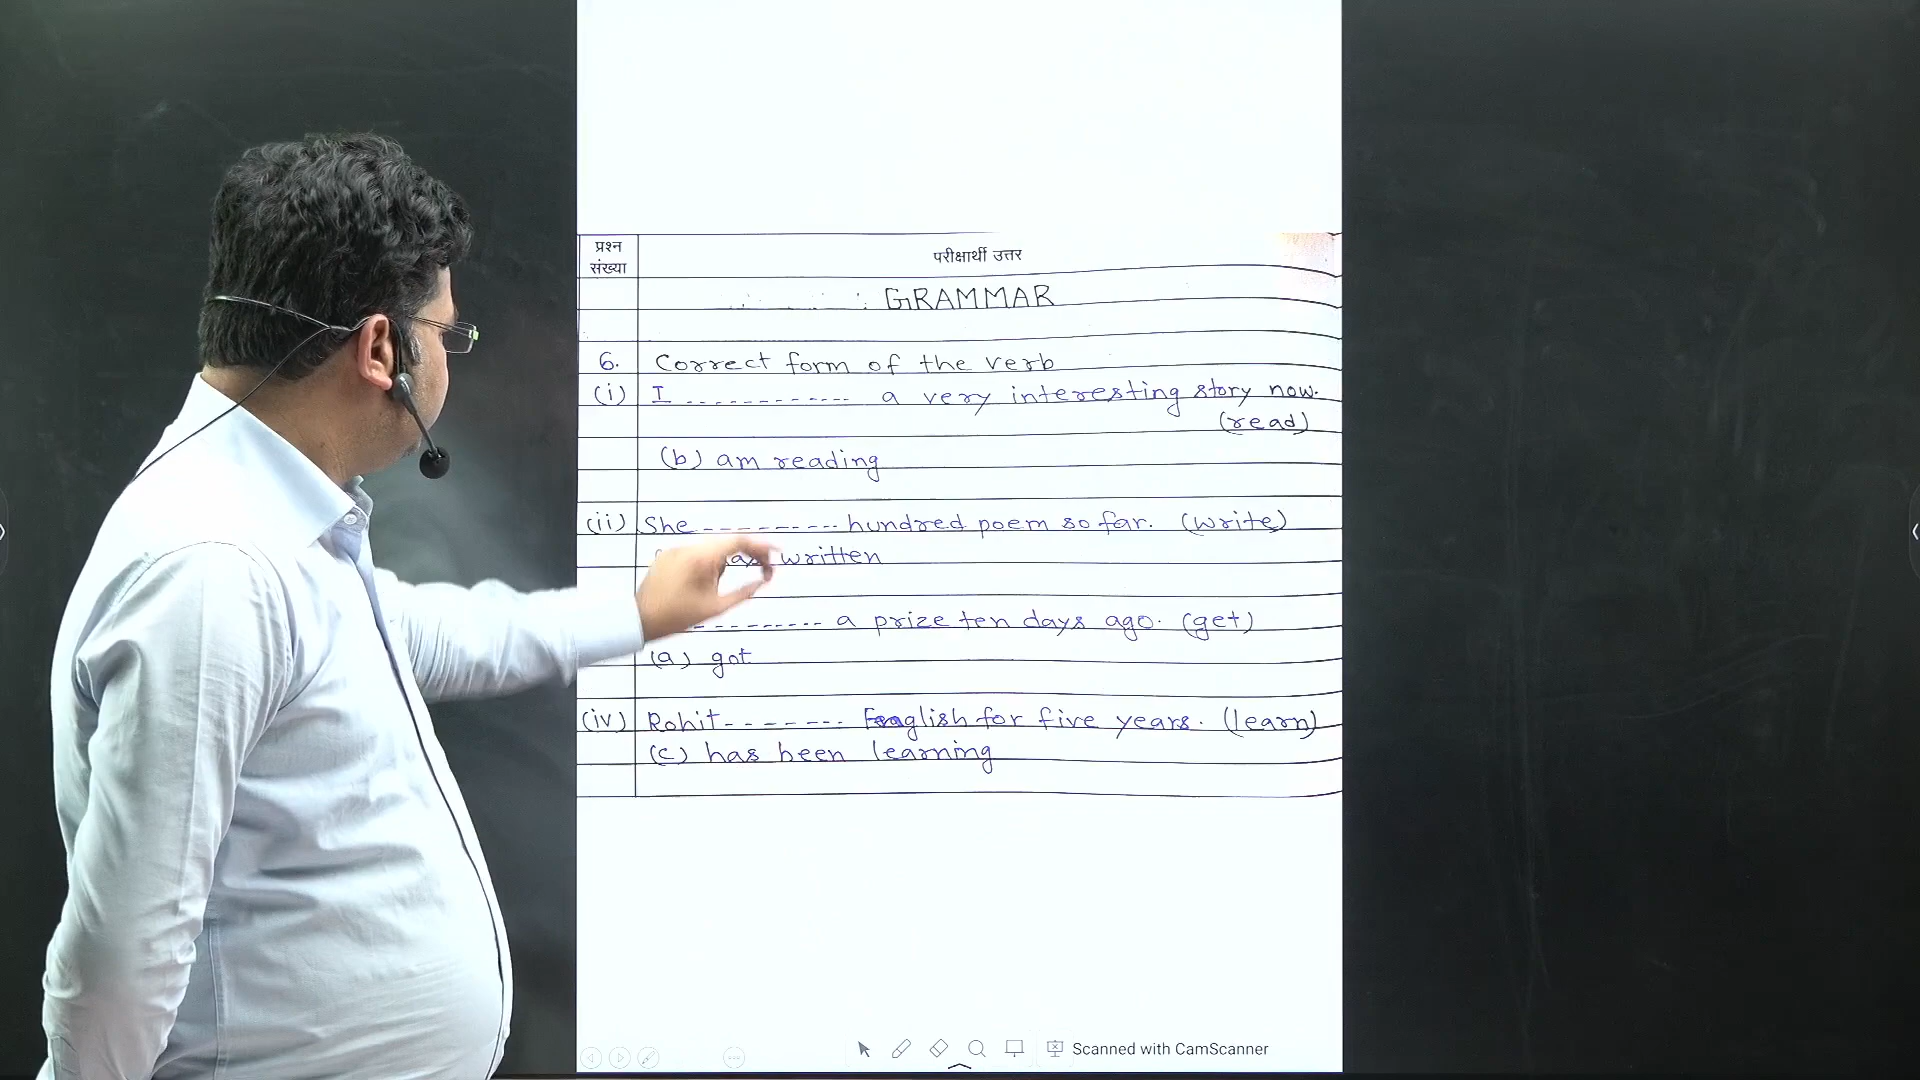 प्रश्न
संख्या
परीक्षार्थी उत्तर
GRAMMAR
6. Correct form of the verb
(i) I ------------ a very interesting story now.
(read)
(b) am reading
(ii) She --------- hundred poem so far. (write)
written
--------- a prize ten days ago. (get)
(a) got
(iv) Rohit ------- English for five years. (learn)
(c) has been learning
Scanned with CamScanner